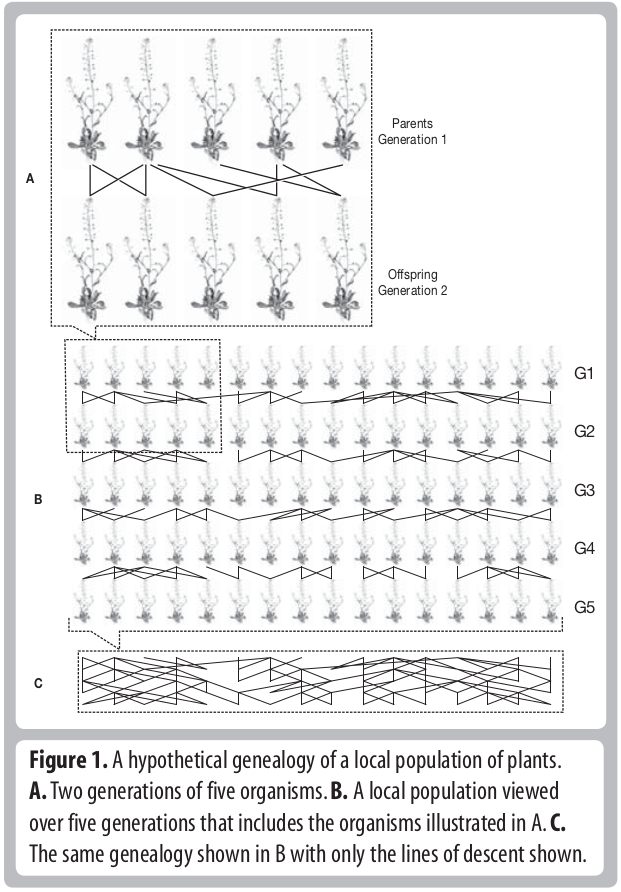 Parents
Generation 1
A
Offspring
Generation 2
G1
G2
G3
B
G4
G5
C
Figure 1. A hypothetical genealogy of a local population of plants.
A. Two generations of five organisms. B. A local population viewed
over five generations that includes the organisms illustrated in A. C.
The same genealogy shown in B with only the lines of descent shown.